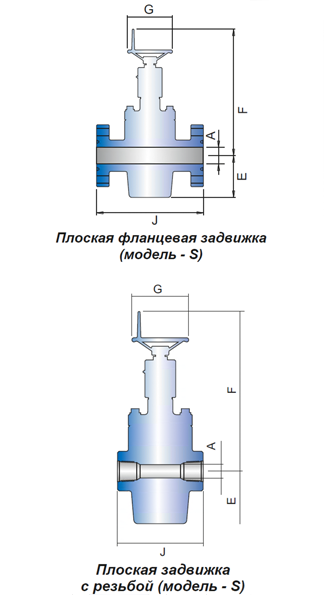 G
F
A
E
J
Плоская фланцевая задвижка
(модель - S)
G
F
A
E
J
Плоская задвижка
с резьбой (модель - S)